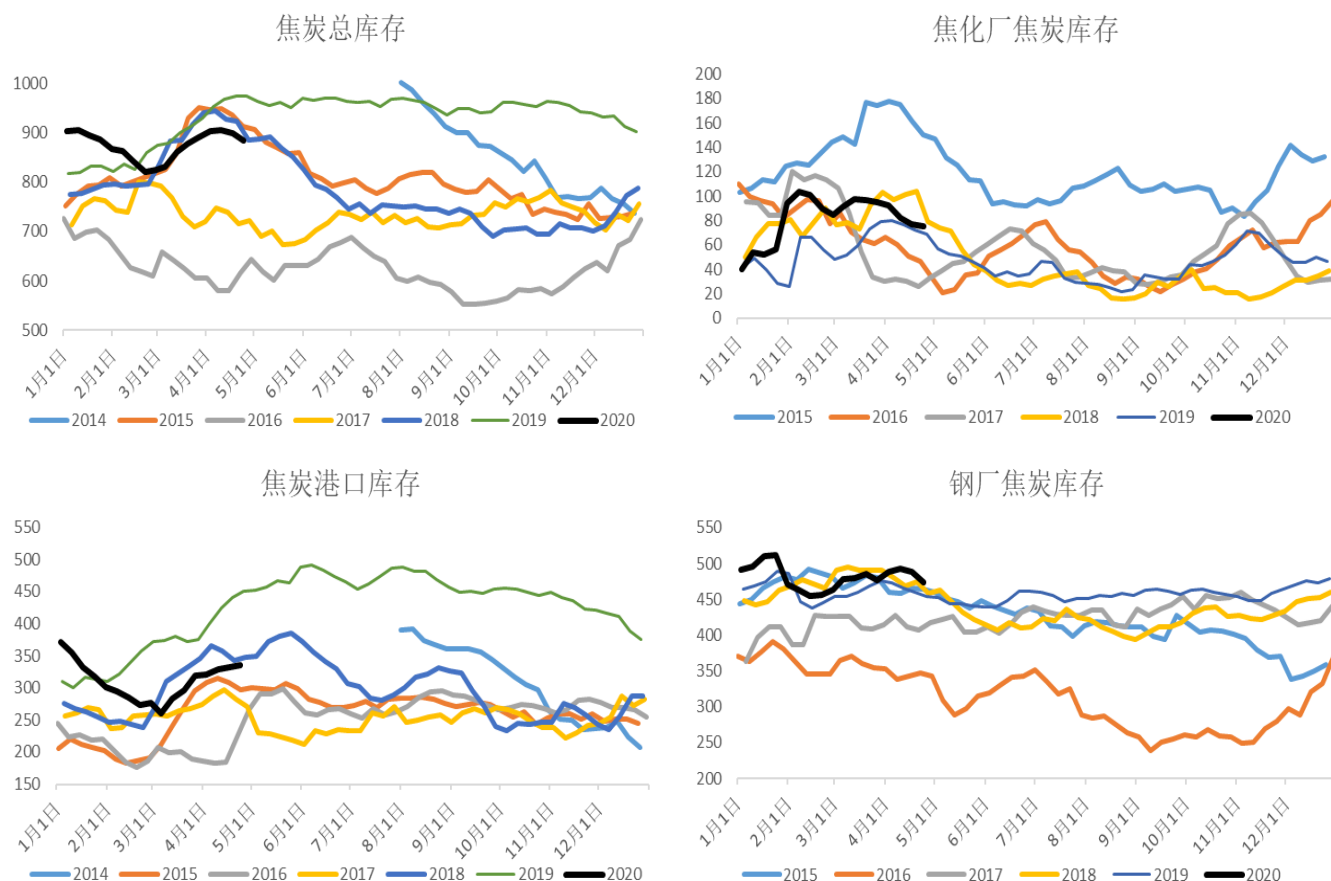 焦炭总库存
1000
900
800
700
600
500
1月1日
2月1日
3月1日
4月1日
5月1日
6月1日
7月1日
8月1日
9月1日
10月1日
11月1日
12月1日
2014 2015 2016 2017 2018 2019 2020
焦化厂焦炭库存
200
180
160
140
120
100
80
60
40
20
0
1月1日
2月1日
3月1日
4月1日
5月1日
6月1日
7月1日
8月1日
9月1日
10月1日
11月1日
12月1日
2015 2016 2017 2018 2019 2020
焦炭港口库存
550
500
450
400
350
300
250
200
150
1月1日
2月1日
3月1日
4月1日
5月1日
6月1日
7月1日
8月1日
9月1日
10月1日
11月1日
12月1日
2014 2015 2016 2017 2018 2019 2020
钢厂焦炭库存
550
500
450
400
350
300
250
200
1月1日
2月1日
3月1日
4月1日
5月1日
6月1日
7月1日
8月1日
9月1日
10月1日
11月1日
12月1日
2015 2016 2017 2018 2019 2020